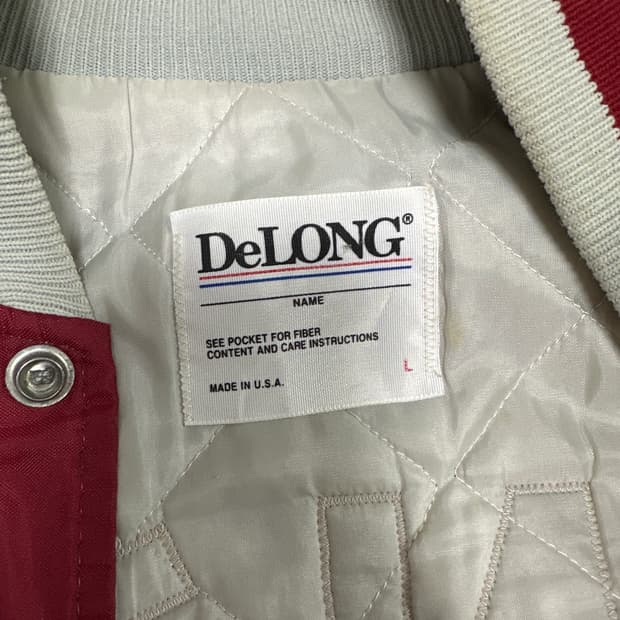 DeLONG®
NAME
SEE POCKET FOR FIBER
CONTENT AND CARE INSTRUCTIONS
L
MADE IN U.S.A.